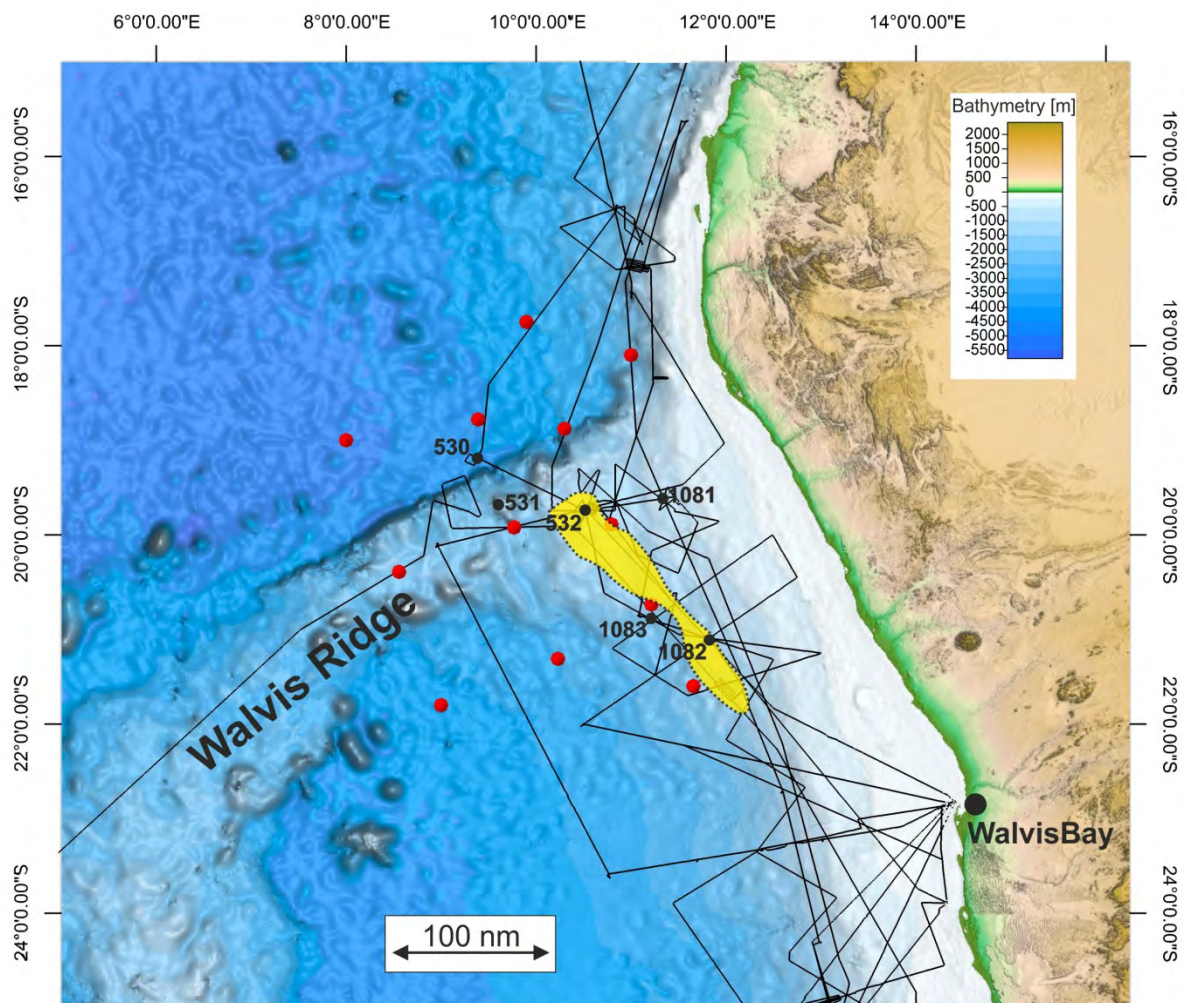 6°0'0.00"E
8°0'0.00"E
10°0'0.00"E
12°0'0.00"E
14°0'0.00"E
16°0'0.00"S
18°0'0.00"S
20°0'0.00"S
22°0'0.00"S
24°0'0.00"S
Bathymetry [m]
2000
1000
500
0
-500
-1000
-1500
-2000
-2500
-3000
-3500
-4000
-4500
-5000
-5500
16°0'0.00"S
18°0'0.00"S
20°0'0.00"S
22°0'0.00"S
24°0'0.00"S
530
531
532
1081
1083
1082
Walvis Ridge
WalvisBay
100 nm